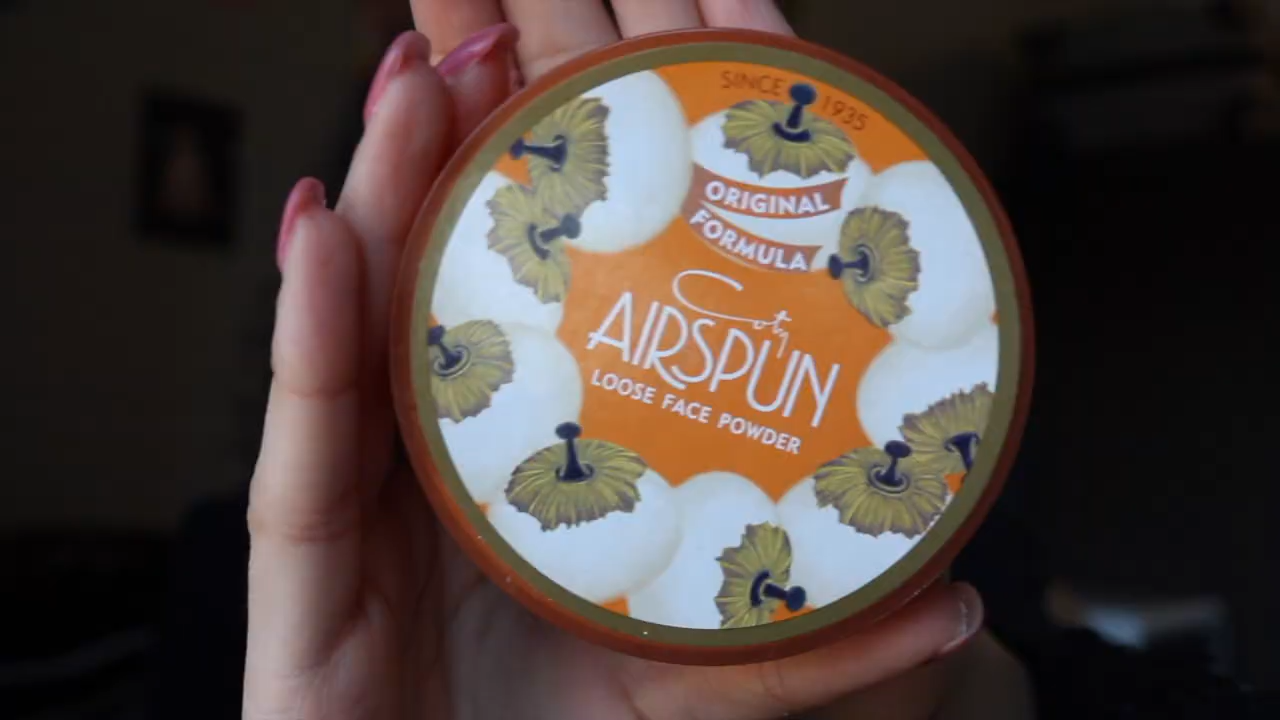 SINCE 1935
ORIGINAL
FORMULA
Coty
AIRSPUN
LOOSE FACE POWDER